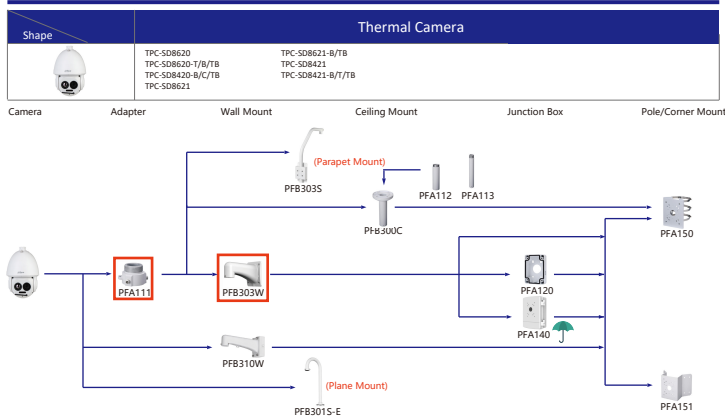 Thermal Camera
Shape
TPC-SD8620 TPC-SD8621-B/TB
TPC-SD8620-T/B/TB TPC-SD8421
TPC-SD8420-B/C/TB TPC-SD8421-B/T/TB
TPC-SD8621
Camera Adapter Wall Mount Ceiling Mount Junction Box Pole/Corner Mount
(Parapet Mount)
PFB303S
PFA112 PFA113
PFB300C
PFA150
PFA111
PFB303W
PFA120
PFA140
PFB310W
(Plane Mount)
PFB301S-E
PFA151